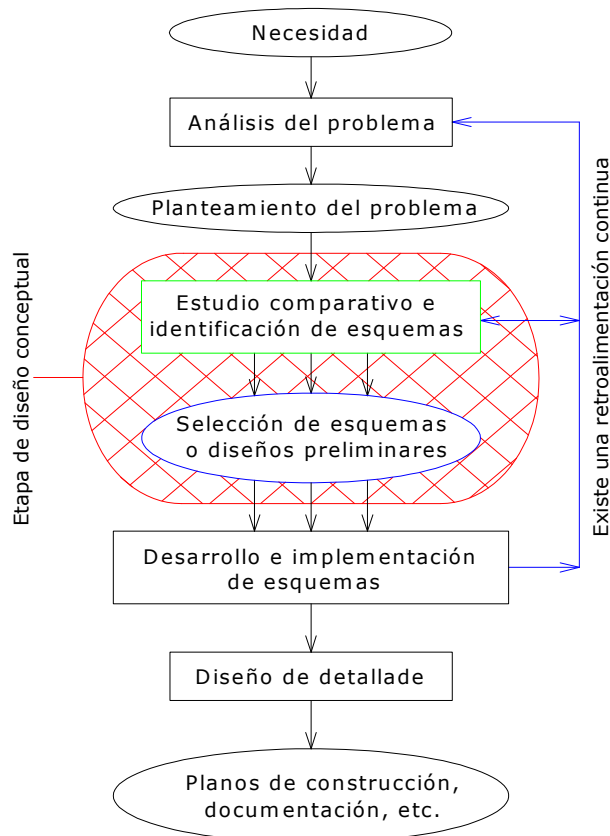 Necesidad
Análisis del problema
Planteamiento del problema
Estudio comparativo e
identificación de esquemas
Selección de esquemas
o diseños preliminares
Desarrollo e implementación
de esquemas
Diseño de detallade
Planos de construcción,
documentación, etc.
Etapa de diseño conceptual
Existe una retroalimentación continua